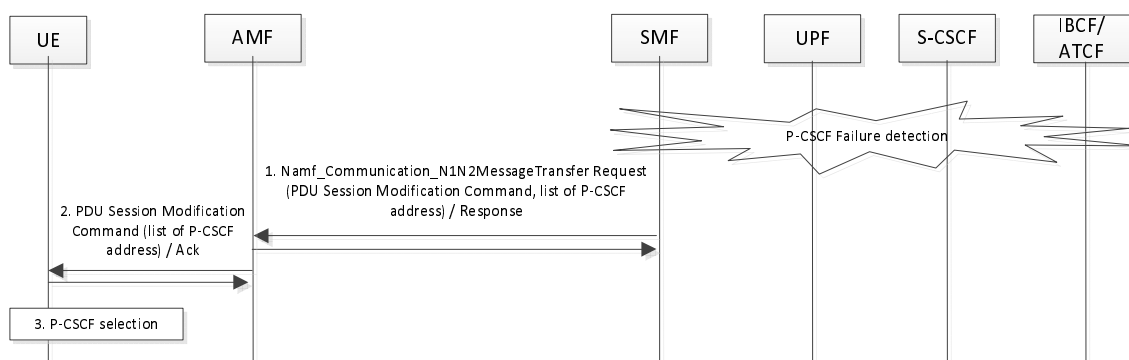 UE
AMF
SMF
UPF
S-CSCF
IBCF/
ATCF
P-CSCF Failure detection
1. Namf_Communication_N1N2MessageTransfer Request
(PDU Session Modification Command, list of P-CSCF
address) / Response
2. PDU Session Modification
Command (list of P-CSCF
address) / Ack
3. P-CSCF selection